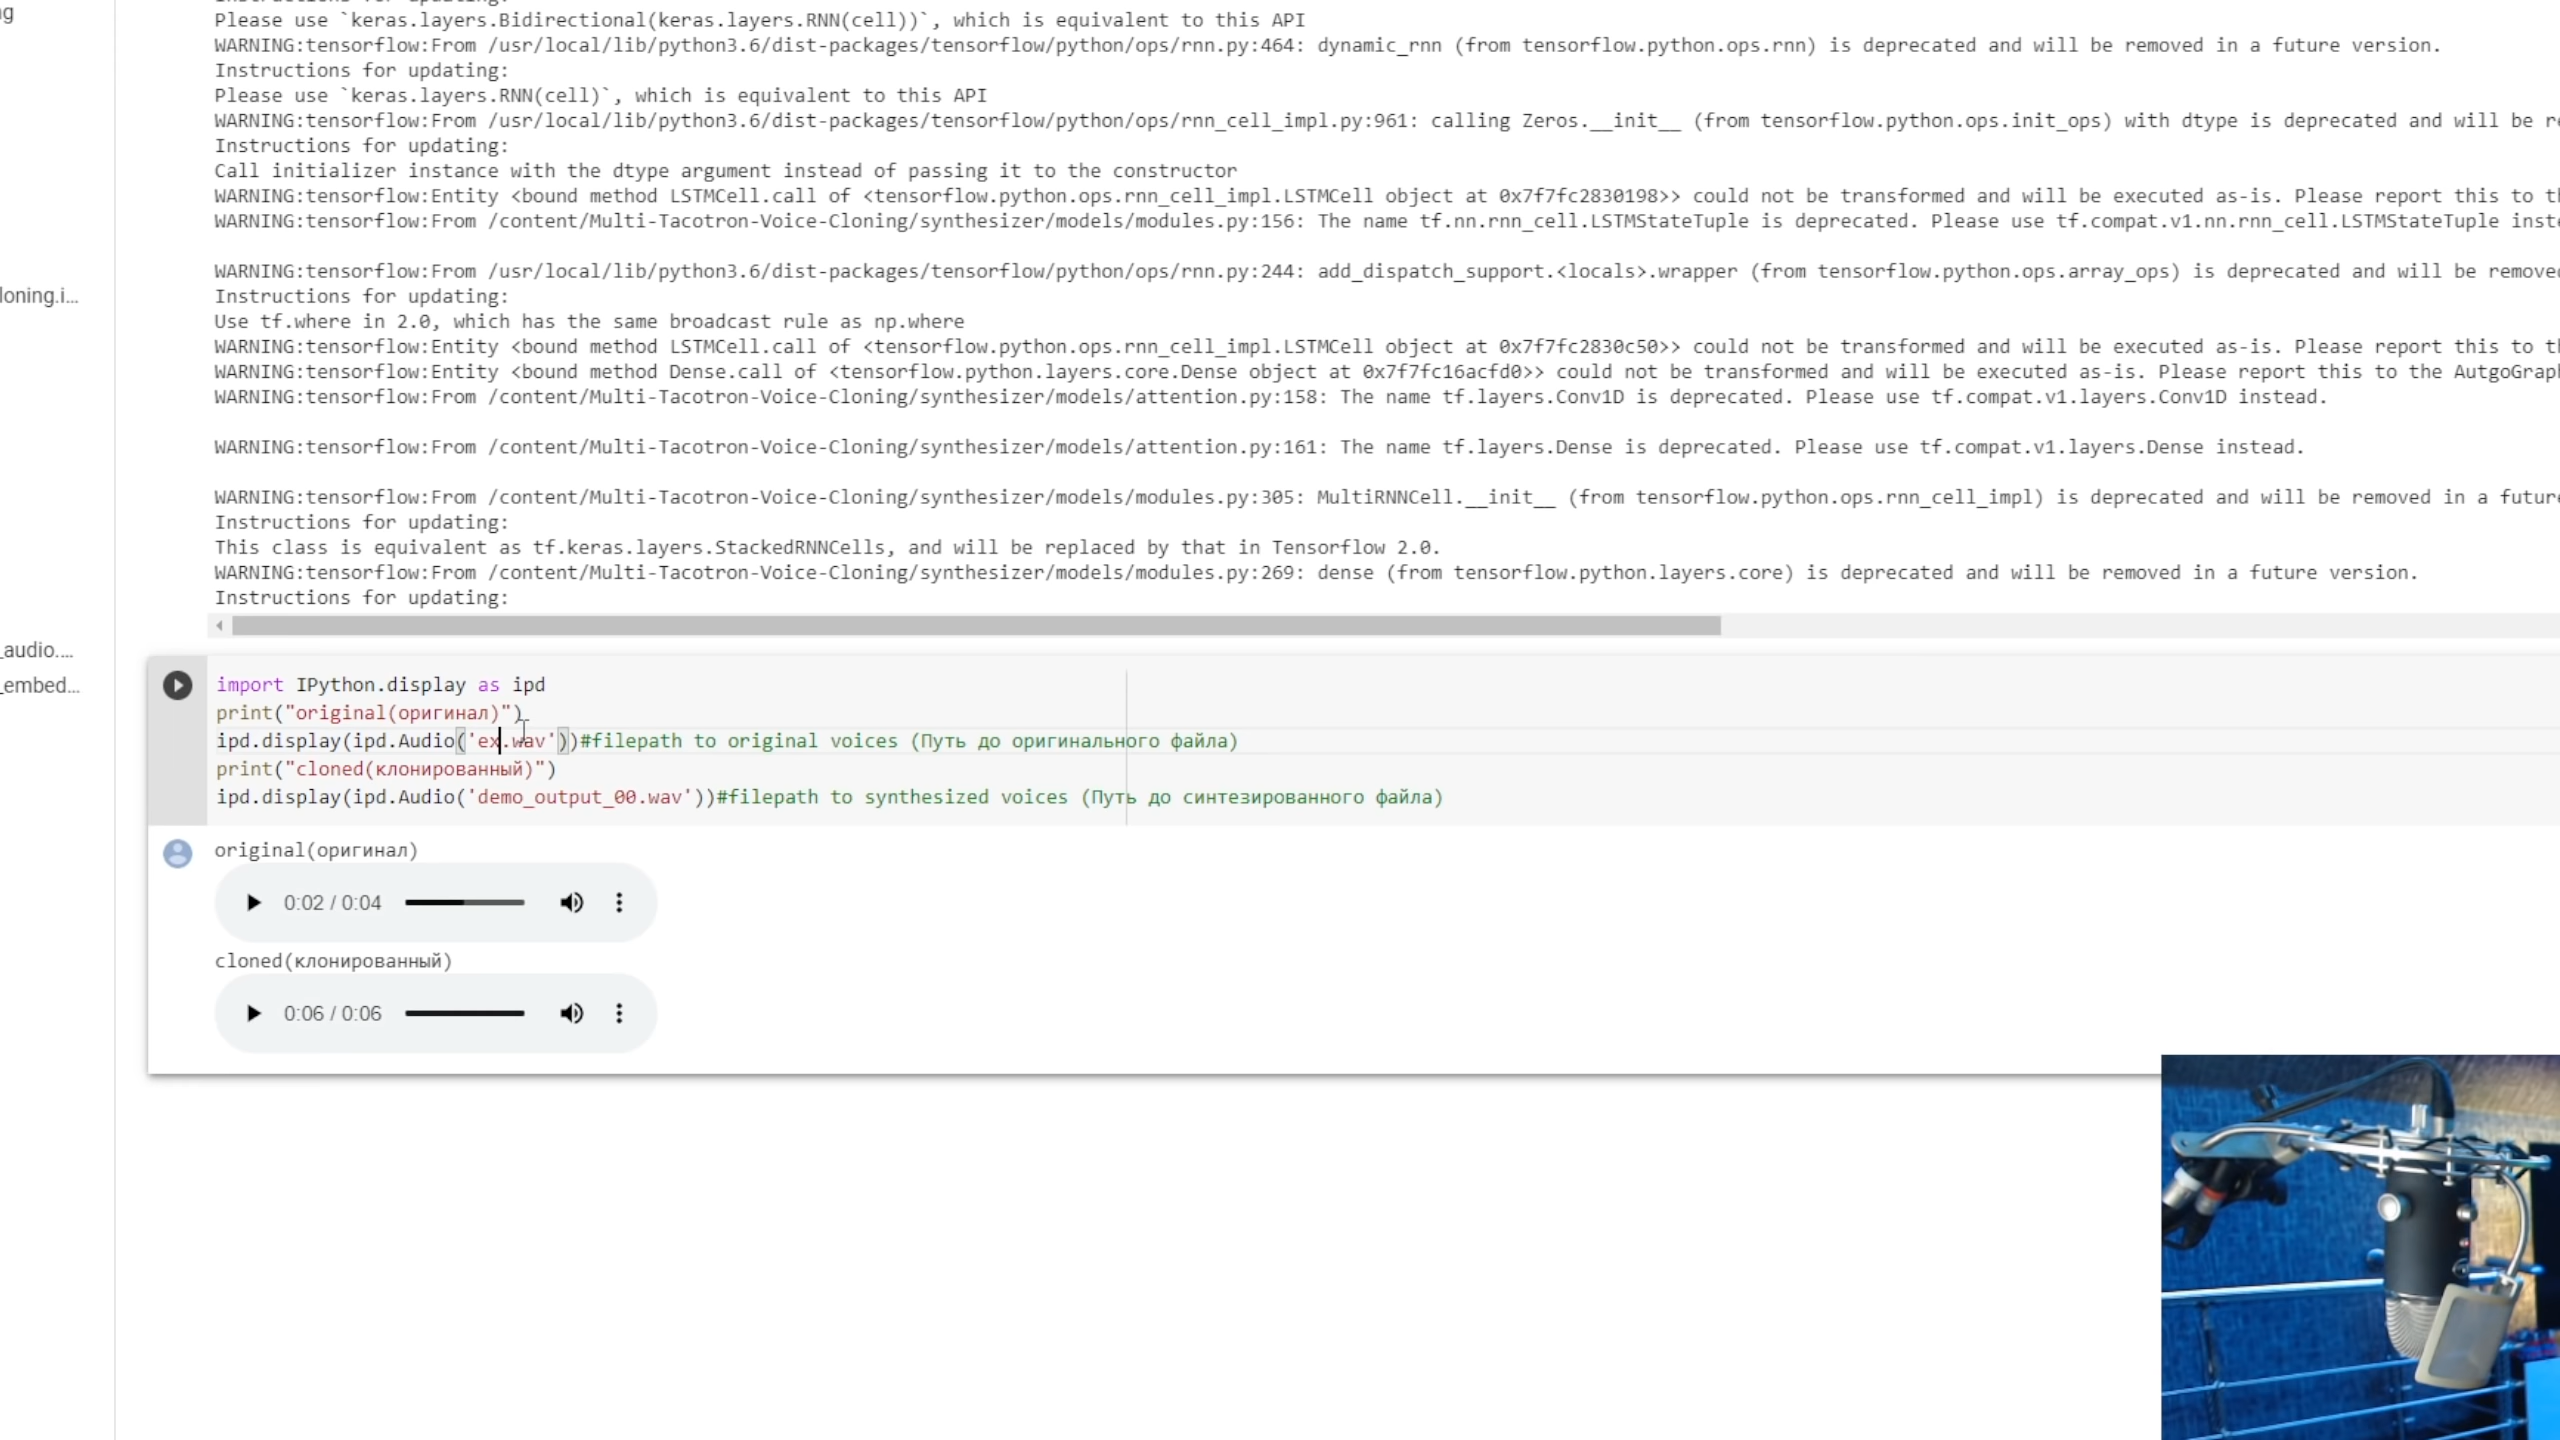 ng
Please use `keras.layers.Bidirectional(keras.layers.RNN(cell))`, which is equivalent to this API
WARNING:tensorflow:From /usr/local/lib/python3.6/dist-packages/tensorflow/python/ops/rnn.py:464: dynamic_rnn (from tensorflow.python.ops.rnn) is deprecated and will be removed in a future version.
Instructions for updating:
Please use `keras.layers.RNN(cell)`, which is equivalent to this API
WARNING:tensorflow:From /usr/local/lib/python3.6/dist-packages/tensorflow/python/ops/rnn_cell_impl.py:961: calling Zeros.__init__ (from tensorflow.python.ops.init_ops) with dtype is deprecated and will be re
Instructions for updating:
Call initializer instance with the dtype argument instead of passing it to the constructor
WARNING:tensorflow:Entity <bound method LSTMCell.call of <tensorflow.python.ops.rnn_cell_impl.LSTMCell object at 0x7f7fc2830198>> could not be transformed and will be executed as-is. Please report this to th
WARNING:tensorflow:From /content/Multi-Tacotron-Voice-Cloning/synthesizer/models/modules.py:156: The name tf.nn.rnn_cell.LSTMStateTuple is deprecated. Please use tf.compat.v1.nn.rnn_cell.LSTMStateTuple inste
WARNING:tensorflow:From /usr/local/lib/python3.6/dist-packages/tensorflow/python/ops/rnn.py:244: add_dispatch_support.<locals>.wrapper (from tensorflow.python.ops.array_ops) is deprecated and will be remove
Instructions for updating:
loning.i...
Use tf.where in 2.0, which has the same broadcast rule as np.where
WARNING:tensorflow:Entity <bound method LSTMCell.call of <tensorflow.python.ops.rnn_cell_impl.LSTMCell object at 0x7f7fc2830c50>> could not be transformed and will be executed as-is. Please report this to th
WARNING:tensorflow:Entity <bound method Dense.call of <tensorflow.python.layers.core.Dense object at 0x7f7fc16acfd0>> could not be transformed and will be executed as-is. Please report this to the AutgoGraph
WARNING:tensorflow:From /content/Multi-Tacotron-Voice-Cloning/synthesizer/models/attention.py:158: The name tf.layers.Conv1D is deprecated. Please use tf.compat.v1.layers.Conv1D instead.
WARNING:tensorflow:From /content/Multi-Tacotron-Voice-Cloning/synthesizer/models/attention.py:161: The name tf.layers.Dense is deprecated. Please use tf.compat.v1.layers.Dense instead.
WARNING:tensorflow:From /content/Multi-Tacotron-Voice-Cloning/synthesizer/models/modules.py:305: MultiRNNCell.__init__ (from tensorflow.python.ops.rnn_cell_impl) is deprecated and will be removed in a future
Instructions for updating:
This class is equivalent as tf.keras.layers.StackedRNNCells, and will be replaced by that in Tensorflow 2.0.
WARNING:tensorflow:From /content/Multi-Tacotron-Voice-Cloning/synthesizer/models/modules.py:269: dense (from tensorflow.python.layers.core) is deprecated and will be removed in a future version.
Instructions for updating:
_audio....
_embed...
import IPython.display as ipd
print("original(оригинал)")
ipd.display(ipd.Audio('ex.wav'))#filepath to original voices (Путь до оригинального файла)
print("cloned(клонированный)")
ipd.display(ipd.Audio('demo_output_00.wav'))#filepath to synthesized voices (Путь до синтезированного файла)
original(оригинал)
0:02 / 0:04
cloned(клонированный)
0:06 / 0:06